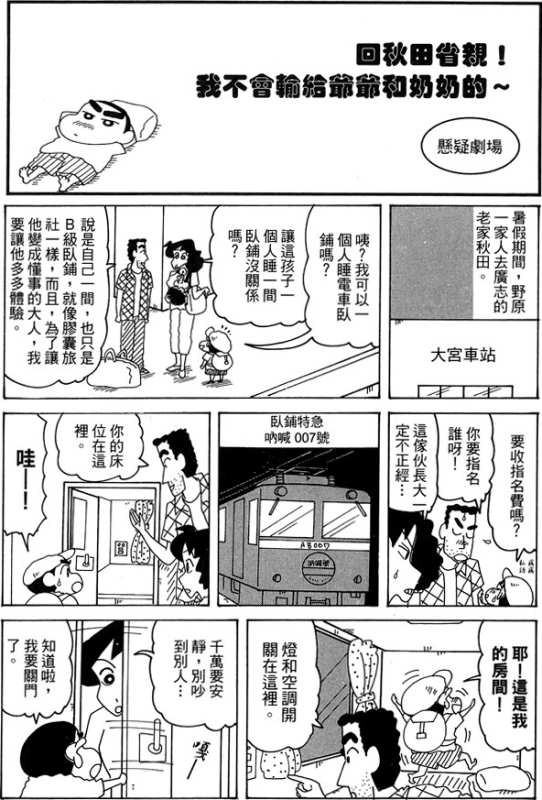 回秋田省親！
我不會輸給爺爺和奶奶的～
懸疑劇場
暑假期間，野原
一家人去廣志的
老家秋田。
大宮車站
咦？我可以一
個人睡電車臥
鋪嗎？
讓這孩子一
個人睡一間
臥鋪沒關係
嗎？
說是自己一間，也只是
B級臥鋪，就像膠囊旅
社一樣，而且，為了讓
他變成懂事的大人，我
要讓他多多體驗。
要收指名費嗎？
你要指名
誰呀！
這傢伙長大一
定不正經…
臥鋪特急
吶喊 007號
A3007
吶喊號
你的床
位在這
裡。
哇——！
耶！這是我
的房間！
燈和空調開
關在這裡。
千萬要安
靜，別吵
到別人…
嘎—
知道啦，
我要關門
了。